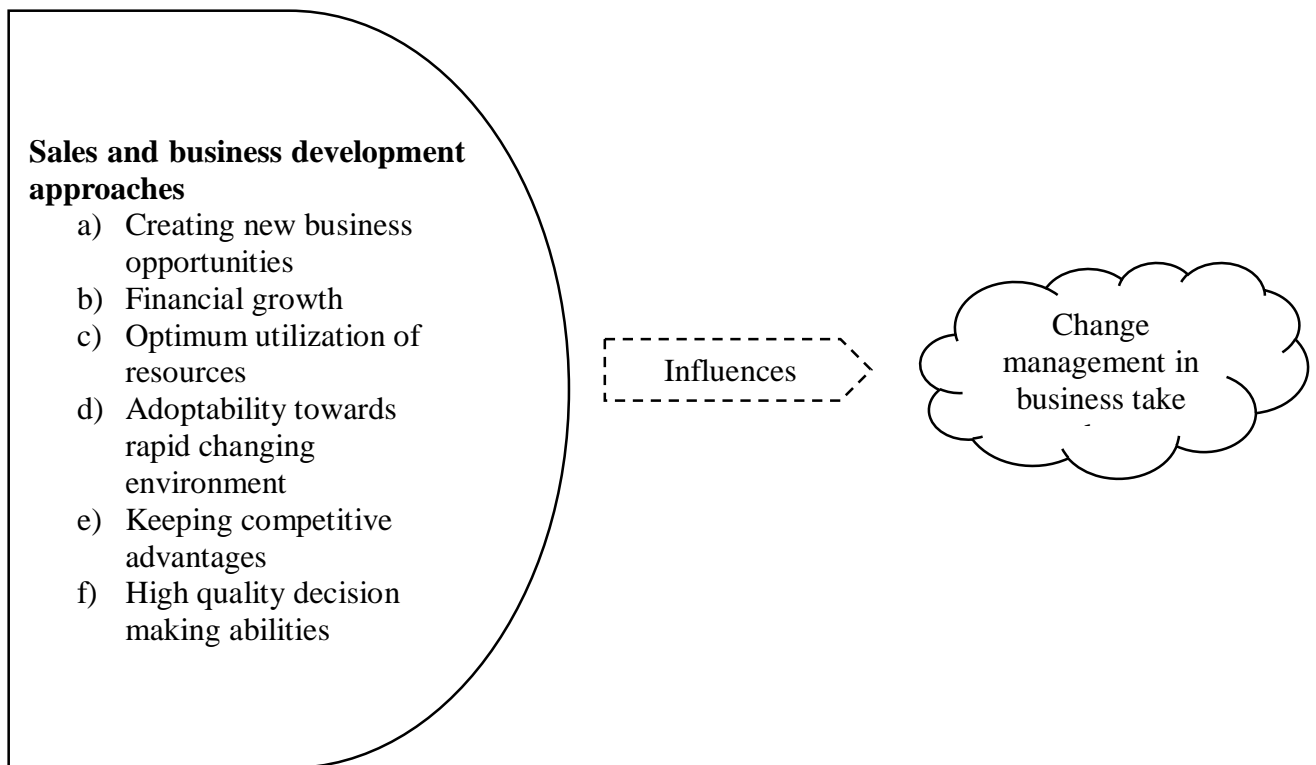 Sales and business development
approaches
a) Creating new business
opportunities
b) Financial growth
c) Optimum utilization of
resources
d) Adoptability towards
rapid changing
environment
e) Keeping competitive
advantages
f) High quality decision
making abilities
Influences
Change
management in
business take